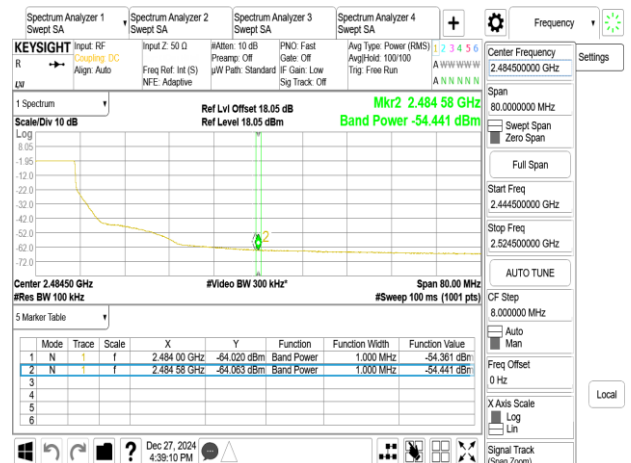 Spectrum Analyzer 1
Swept SA
Spectrum Analyzer 2
Swept SA
Spectrum Analyzer 3
Swept SA
Spectrum Analyzer 4
Swept SA
+
Frequency
KEYSIGHT
R
LXI
Input: RF
Coupling: DC
Align: Auto
Input Z: 50 Ω
Freq Ref: Int (S)
NFE: Adaptive
#Atten: 10 dB
Preamp: Off
µW Path: Standard
PNO: Fast
Gate: Off
IF Gain: Low
Sig Track: Off
Avg Type: Power (RMS)
Avg|Hold: 100/100
Trig: Free Run
1 2 3 4 5 6
A W W W W W
A N N N N N
1 Spectrum
Scale/Div 10 dB
Ref Lvl Offset 18.05 dB
Ref Level 18.05 dBm
Mkr2 2.484 58 GHz
Band Power -54.441 dBm
Log
8.05
-1.95
-12.0
-22.0
-32.0
-42.0
-52.0
-62.0
-72.0
2
Center 2.48450 GHz
#Res BW 100 kHz
#Video BW 300 kHz*
Span 80.00 MHz
#Sweep 100 ms (1001 pts)
5 Marker Table
Mode Trace Scale X Y Function Function Width Function Value
1 N 1 f 2.484 00 GHz -64.020 dBm Band Power 1.000 MHz -54.361 dBm
2 N 1 f 2.484 58 GHz -64.063 dBm Band Power 1.000 MHz -54.441 dBm
3
4
5
6
Dec 27, 2024
4:39:10 PM
?
Center Frequency
2.484500000 GHz
Span
80.0000000 MHz
Swept Span
Zero Span
Full Span
Start Freq
2.444500000 GHz
Stop Freq
2.524500000 GHz
AUTO TUNE
CF Step
8.000000 MHz
Auto
Man
Freq Offset
0 Hz
X Axis Scale
Log
Lin
Signal Track
(Span Zoom)
Settings
Local